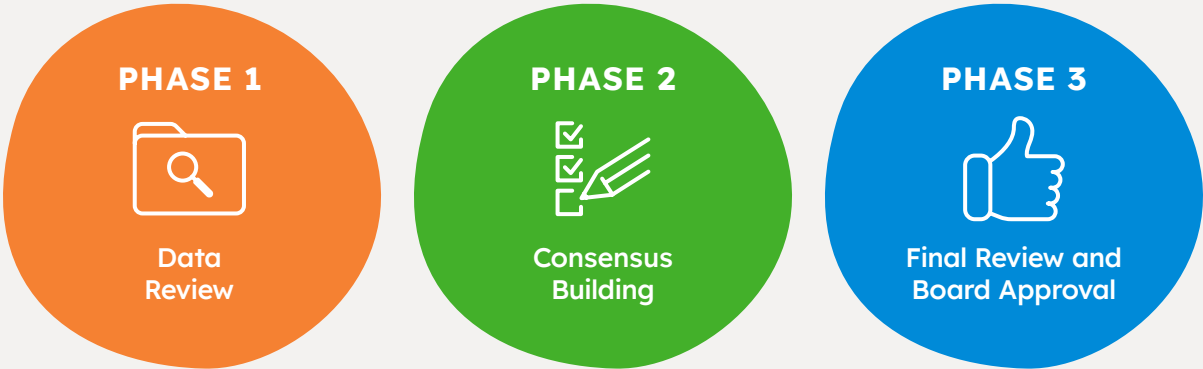 PHASE 1
Data
Review
PHASE 2
Consensus
Building
PHASE 3
Final Review and
Board Approval